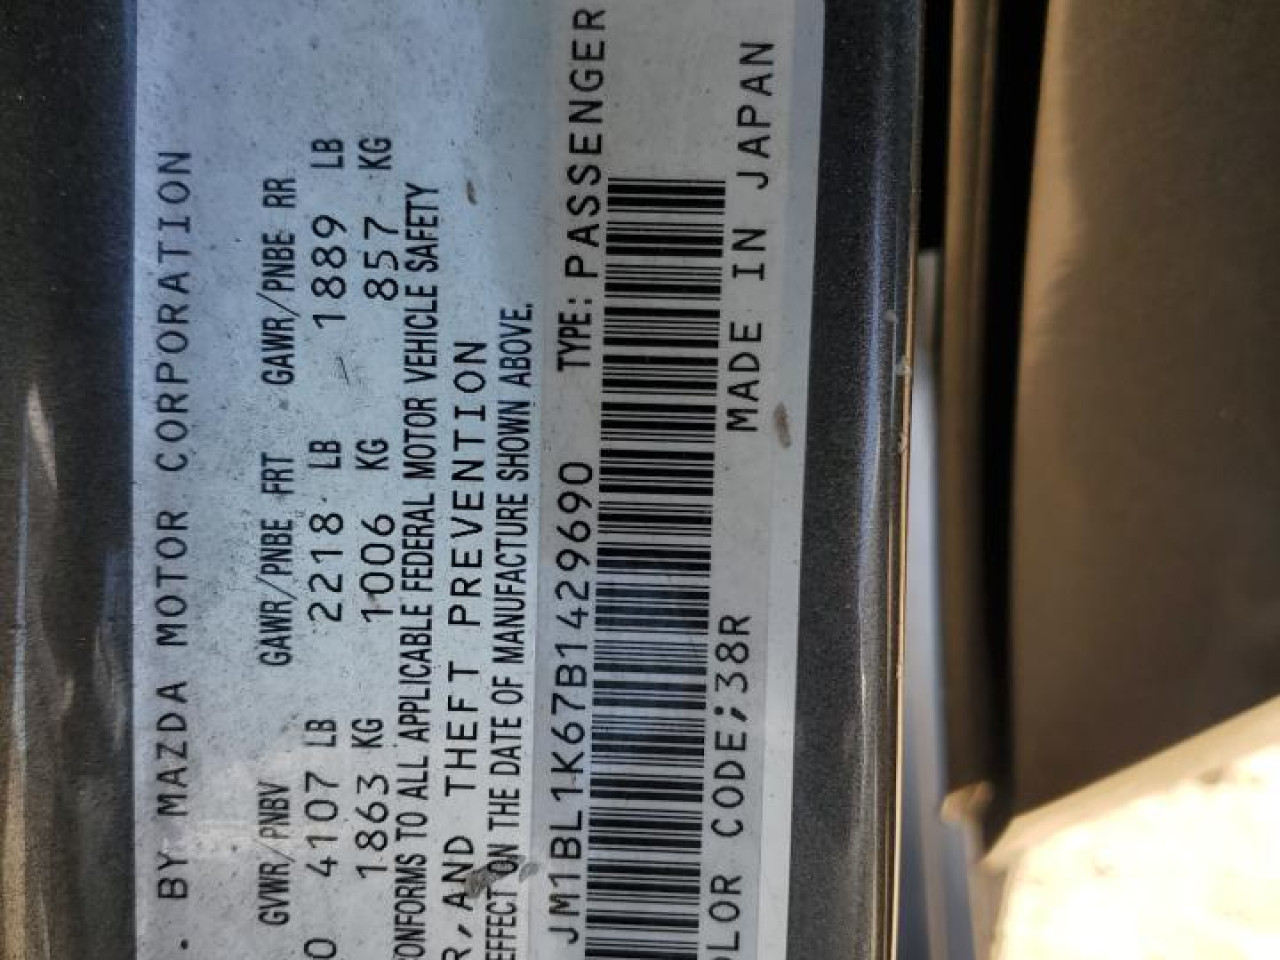 . BY MAZDA MOTOR CORPORATION
GVWR/PNBV GAWR/PNBE FRT GAWR/PNBE RR
0 4107 LB 2218 LB 1889 LB
1863 KG 1006 KG 857 KG
CONFORMS TO ALL APPLICABLE FEDERAL MOTOR VEHICLE SAFETY
R, AND THEFT PREVENTION
EFFECT ON THE DATE OF MANUFACTURE SHOWN ABOVE.
JM1BL1K67B1429690 TYPE: PASSENGER
OLOR CODE;38R MADE IN JAPAN